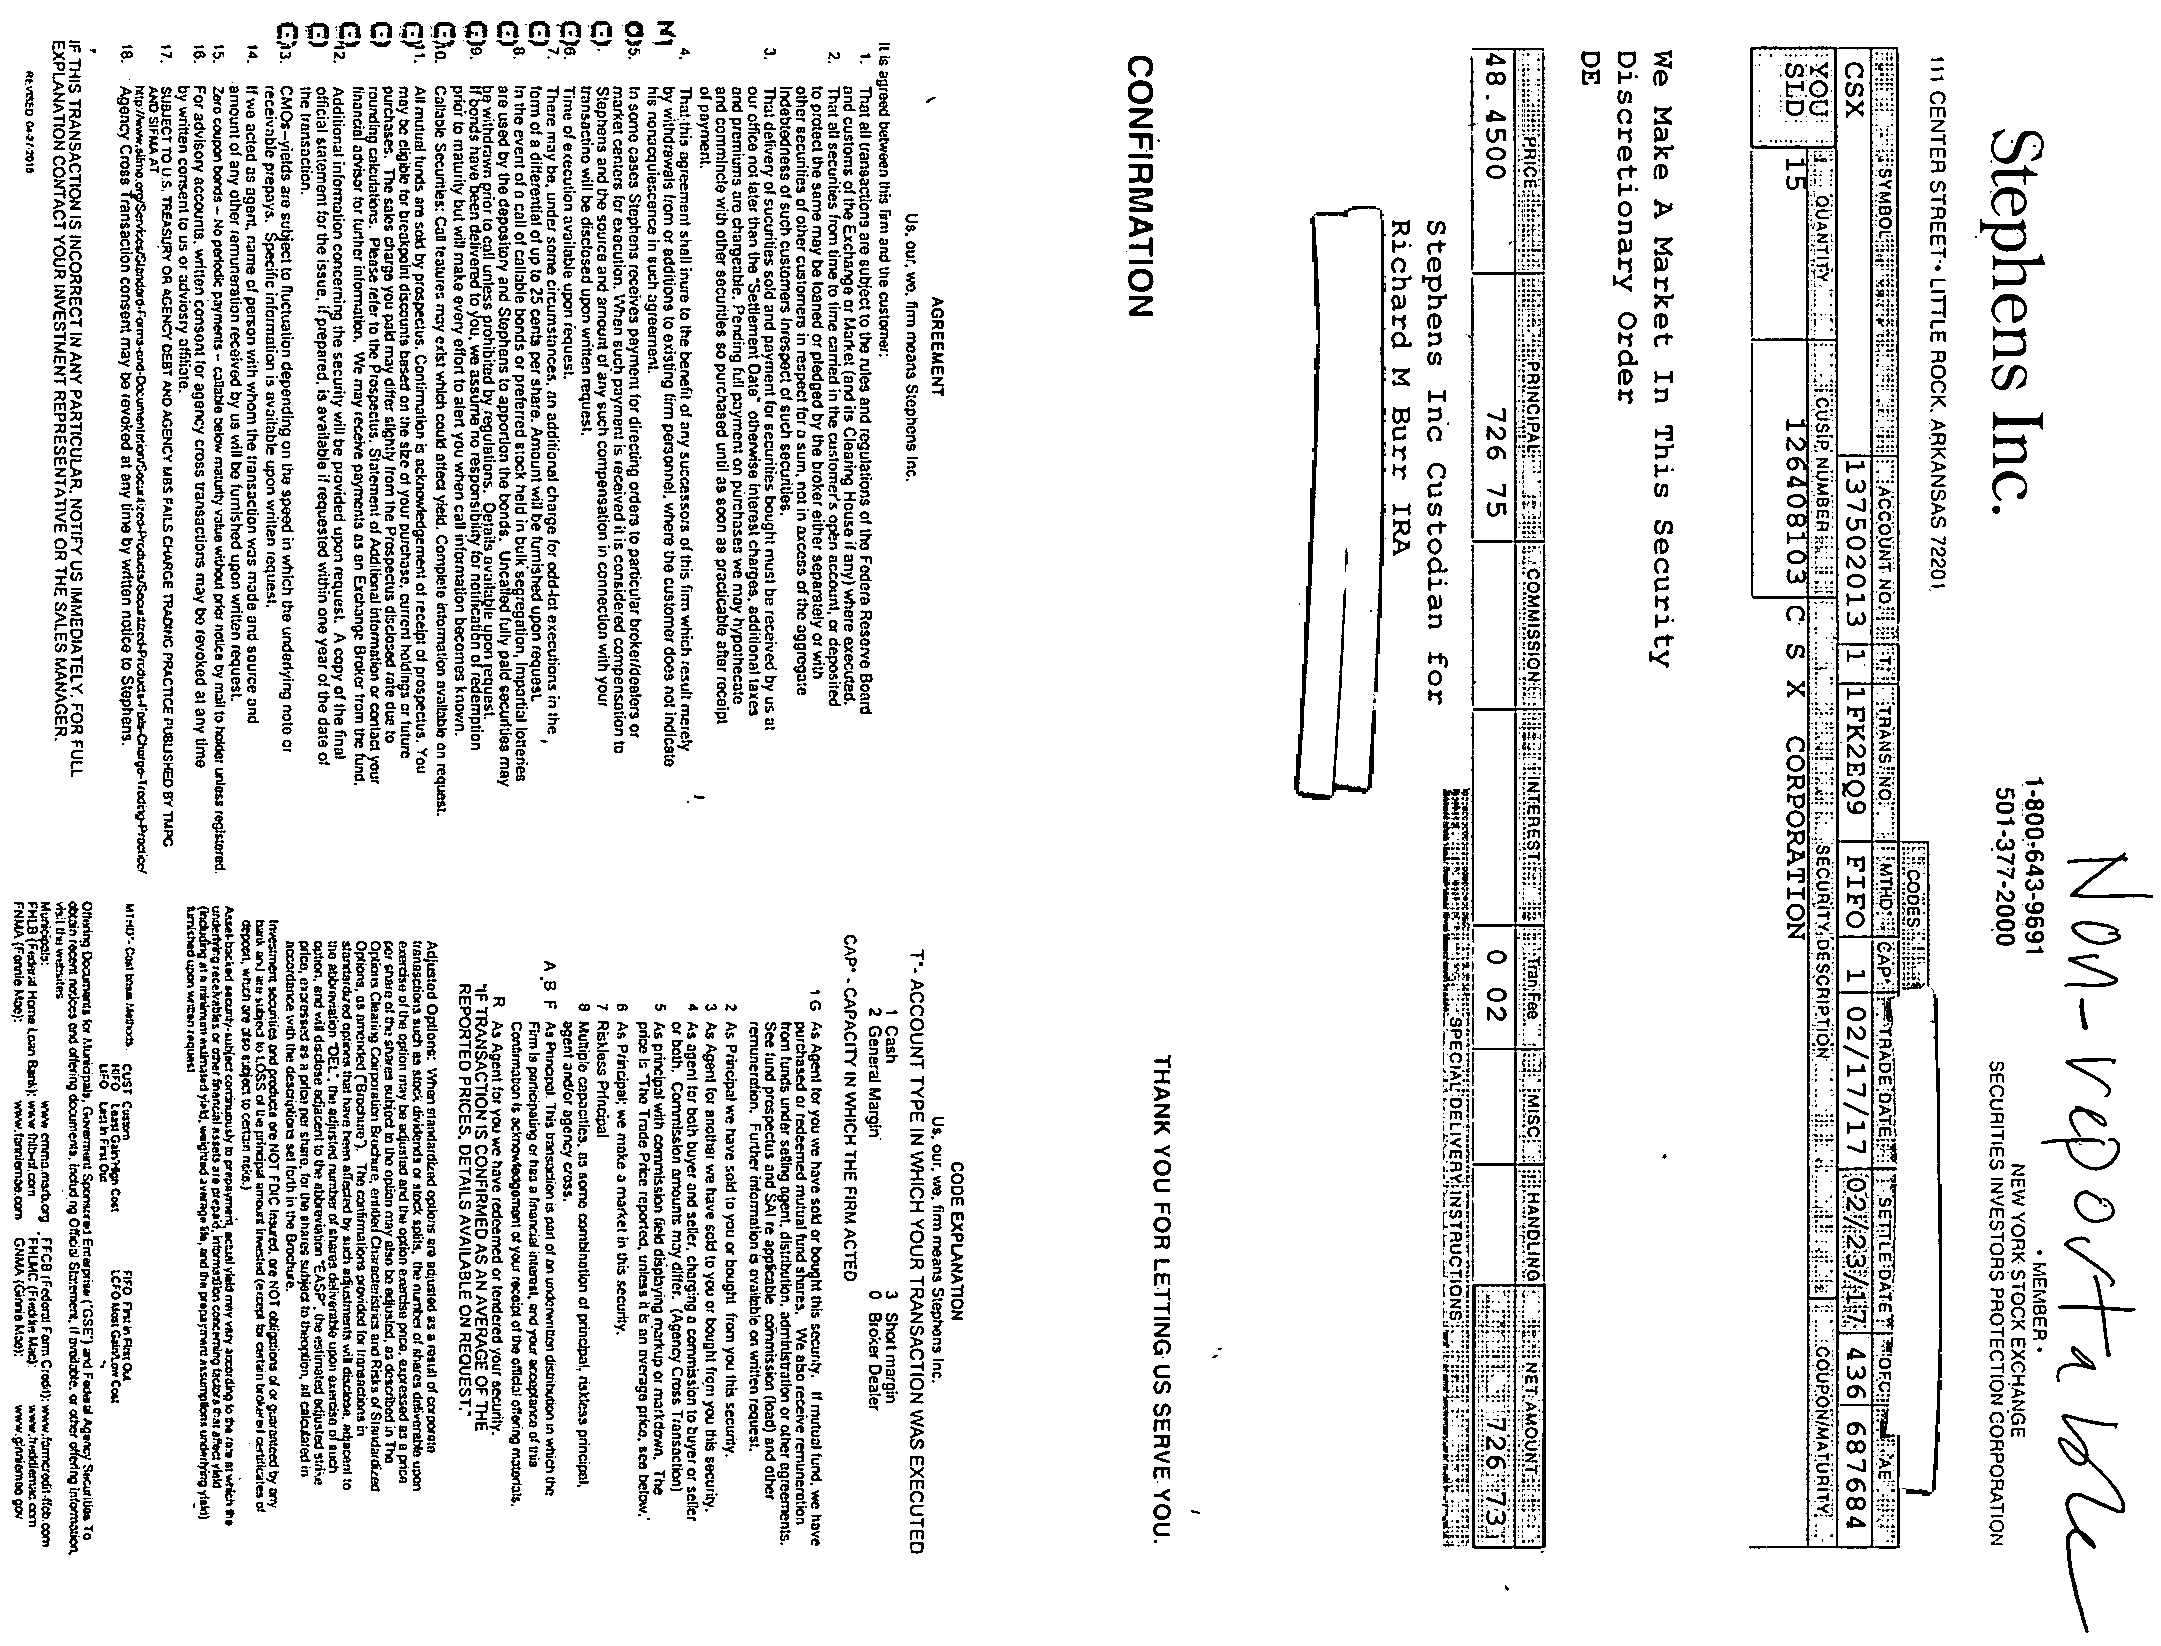 Non-reportable
Stephens Inc.
111 CENTER STREET • LITTLE ROCK, ARKANSAS 72201
1-800-643-9691
501-377-2000
• MEMBER •
NEW YORK STOCK EXCHANGE
SECURITIES INVESTORS PROTECTION CORPORATION
CODES
SYMBOL ACCOUNT NO T* TRANS NO MTHD* CAP* TRADE DATE SETTLE DATE OFC AE
CSX 137502013 1 1FK2EQ9 FIFO 1 02/17/17 02/23/17 436 687684
YOU QUANTITY CUSIP NUMBER SECURITY DESCRIPTION COUPON/MATURITY
SLD 15 126408103 C S X CORPORATION
We Make A Market In This Security
Discretionary Order
DE
PRICE PRINCIPAL COMMISSION INTEREST Tran Fee MISC HANDLING NET AMOUNT
48.4500 726 75 0 02 726 73
SPECIAL DELIVERY INSTRUCTIONS
Stephens Inc Custodian for
Richard M Burr IRA
CONFIRMATION
THANK YOU FOR LETTING US SERVE YOU.
AGREEMENT
Us, our, we, firm means Stephens Inc.
It is agreed between this firm and the customer:
1. That all transactions are subject to the rules and regulations of the Federa Reserve Board
and customs of the Exchange or Market (and its Clearing House if any) where executed.
2. That all securities from time to time carried in the customer's open account, or deposited
to protect the same may be loaned or pledged by the broker either separately or with
other securities of other customers in respect for a sum, not in excess of the aggregate
indebtedness of such customers inrespect of such securities.
3. That delivery of securities sold and payment for securities bought must be received by us at
our office not later than the "Settlement Date" otherwise interest charges, additional taxes
and premiums are chargeable. Pending full payment on purchases we may hypothecate
and commincle with other securities so purchased until as soon as practicable after receipt
of payment.
4. That this agreement shall inure to the benefit of any successors of this firm which result merely
by withdrawals from or additions to existing firm personnel, where the customer does not indicate
his nonacquiescence in such agreement.
5. In some cases Stephens receives payment for directing orders to particular broker/dealers or
market centers for execution. When such payment is received it is considered compensation to
Stephens and the source and amount of any such compensation in connection with your
transactino will be disclosed upon written request.
6. Time of execution available upon request.
7. There may be, under some circumstances, an additional charge for odd-lot executions in the
form of a differential of up to 25 cents per share. Amount will be furnished upon request.
8. In the event of a call of callable bonds or preferred stock held in bulk segregation, impartial lotteries
are used by the depository and Stephens to apportion the bonds. Uncalled fully paid securities may
be withdrawn prior to call unless prohibited by regulations. Details available upon request.
9. If bonds have been delivered to you, we assume no responsibility for notification of redemption
prior to maturity but will make every effort to alert you when call information becomes known.
10. Callable Securities: Call features may exist which could affect yield. Complete information available on request.
11. All mutual funds are sold by prospectus. Confirmation is acknowledgement of receipt of prospectus. You
may be eligible for breakpoint discounts based on the size of your purchase, current holdings or future
purchases. The sales charge you paid may differ slightly from the Prospectus disclosed rate due to
rounding calculations. Please refer to the Prospectus, Statement of Additional information or contact your
financial advisor for further information. We may receive payments as an Exchange Broker from the fund.
12. Additional information concerning the security will be provided upon request. A copy of the final
official statement for the issue, if prepared, is available if requested within one year of the date of
the transaction.
13. CMOs—yields are subject to fluctuation depending on the speed in which the underlying note or
receivable prepays. Specific information is available upon written request.
14. If we acted as agent, name of person with whom the transaction was made and source and
amount of any other remuneration received by us will be furnished upon written request.
15. Zero coupon bonds – No periodic payments – callable below maturity value without prior notice by mail to holder unless registered.
16. For advisory accounts, written consent for agency cross transactions may be revoked at any time
by written consent to us or advisory affiliate.
17. SUBJECT TO U.S. TREASURY OR AGENCY DEBT AND AGENCY MBS FAILS CHARGE TRADING PRACTICE PUBLISHED BY TMPG
AND SIFMA AT
http://www.sifma.org/Services/Standard-Forms-and-Documentation/Securitized-Products/Securitized-Products-Fails-Charge-Trading-Practice/
18. Agency Cross Transaction consent may be revoked at any time by written notice to Stephens.
IF THIS TRANSACTION IS INCORRECT IN ANY PARTICULAR, NOTIFY US IMMEDIATELY, FOR FULL
EXPLANATION CONTACT YOUR INVESTMENT REPRESENTATIVE OR THE SALES MANAGER.
REVISED 04-27-2016
CODE EXPLANATION
Us, our, we, firm means Stephens Inc.
T* - ACCOUNT TYPE IN WHICH YOUR TRANSACTION WAS EXECUTED
1 Cash 3 Short margin
2 General Margin 0 Broker Dealer
CAP* - CAPACITY IN WHICH THE FIRM ACTED
1 G As Agent for you we have sold or bought this security. If mutual fund, we have
purchased or redeemed mutual fund shares. We also receive remuneration
from funds under selling agent, distribution, administration or other agreements.
See fund prospectus and SAI re applicable commission (load) and other
remuneration. Further information is available on written request.
2 As Principal we have sold to you or bought from you this security.
3 As Agent for another we have sold to you or bought from you this security.
4 As agent for both buyer and seller, charging a commission to buyer or seller
or both. Commission amounts may differ. (Agency Cross Transaction)
5 As principal with commission field displaying markup or markdown. The
price is "The Trade Price reported, unless it is an average price, see below."
6 As Principal; we make a market in this security.
7 Riskless Principal
8 Multiple capacities, as some combination of principal, riskless principal,
agent and/or agency cross.
A B F As Principal. This transaction is part of an underwritten distribution in which the
Firm is participating or has a financial interest, and your acceptance of this
Confirmation is acknowledgement of your receipt of the official offering materials.
R As Agent for you we have redeemed or tendered your security.
"IF TRANSACTION IS CONFIRMED AS AN AVERAGE OF THE
REPORTED PRICES, DETAILS AVAILABLE ON REQUEST."
Adjusted Options: When standardized options are adjusted as a result of corporate
transactions such as stock dividends or stock splits, the number of shares deliverable upon
exercise of the option may be adjusted and the option exercise price, expressed as a price
per share of the shares subject to the option may also be adjusted, as described in The
Options Clearing Corporation Brochure, entitled Characteristics and Risks of Standardized
Options, as amended ("Brochure"). The confirmations provided for transactions in
standardized options that have been affected by such adjustments will disclose, adjacent to
the abbreviation "DEL", the adjusted number of shares deliverable upon exercise of such
option, and will disclose adjacent to the abbreviation "EASP", the estimated adjusted strike
price, expressed as a price per share, for the shares subject to theoption, all calculated in
accordance with the descriptions set forth in the Brochure.
Investment securities and products are NOT FDIC Insured, are NOT obligations of or guaranteed by any
bank and are subject to LOSS of the principal amount invested (except for certain brokered certificates of
deposit, which are also subject to certain risks.)
Asset-backed security-subject continuously to prepayment, actual yield may vary according to the rate at which the
underlying receivables or other financial assets are prepaid, information concerning factors that affect yield
(including at a minimum estimated yield, weighted average life, and the prepayment assumptions underlying yield)
furnished upon written request
MTHD* - Cost basis Methods CUST Custom FIFO First in First Out
HIFO Least Gain/High Cost LCFO Most Gain/Low Cost
LIFO Last In First Out
Offering Documents for Municipals, Government Sponsored Enterprise ("GSE") and Federal Agency Securities To
obtain recent notices and offering documents, including Official Statement, if available, or other offering information,
visit the websites
Municipals: www.emma.msrb.org FFCB (Federal Farm Credit): www.farmcredit-ffcb.com
FHLB (Federal Home Loan Bank): www.fhlb-of.com FHLMC (Freddie Mac): www.freddiemac.com
FNMA (Fannie Mae): www.fanniemae.com GNMA (Ginnie Mae): www.ginniemae.gov